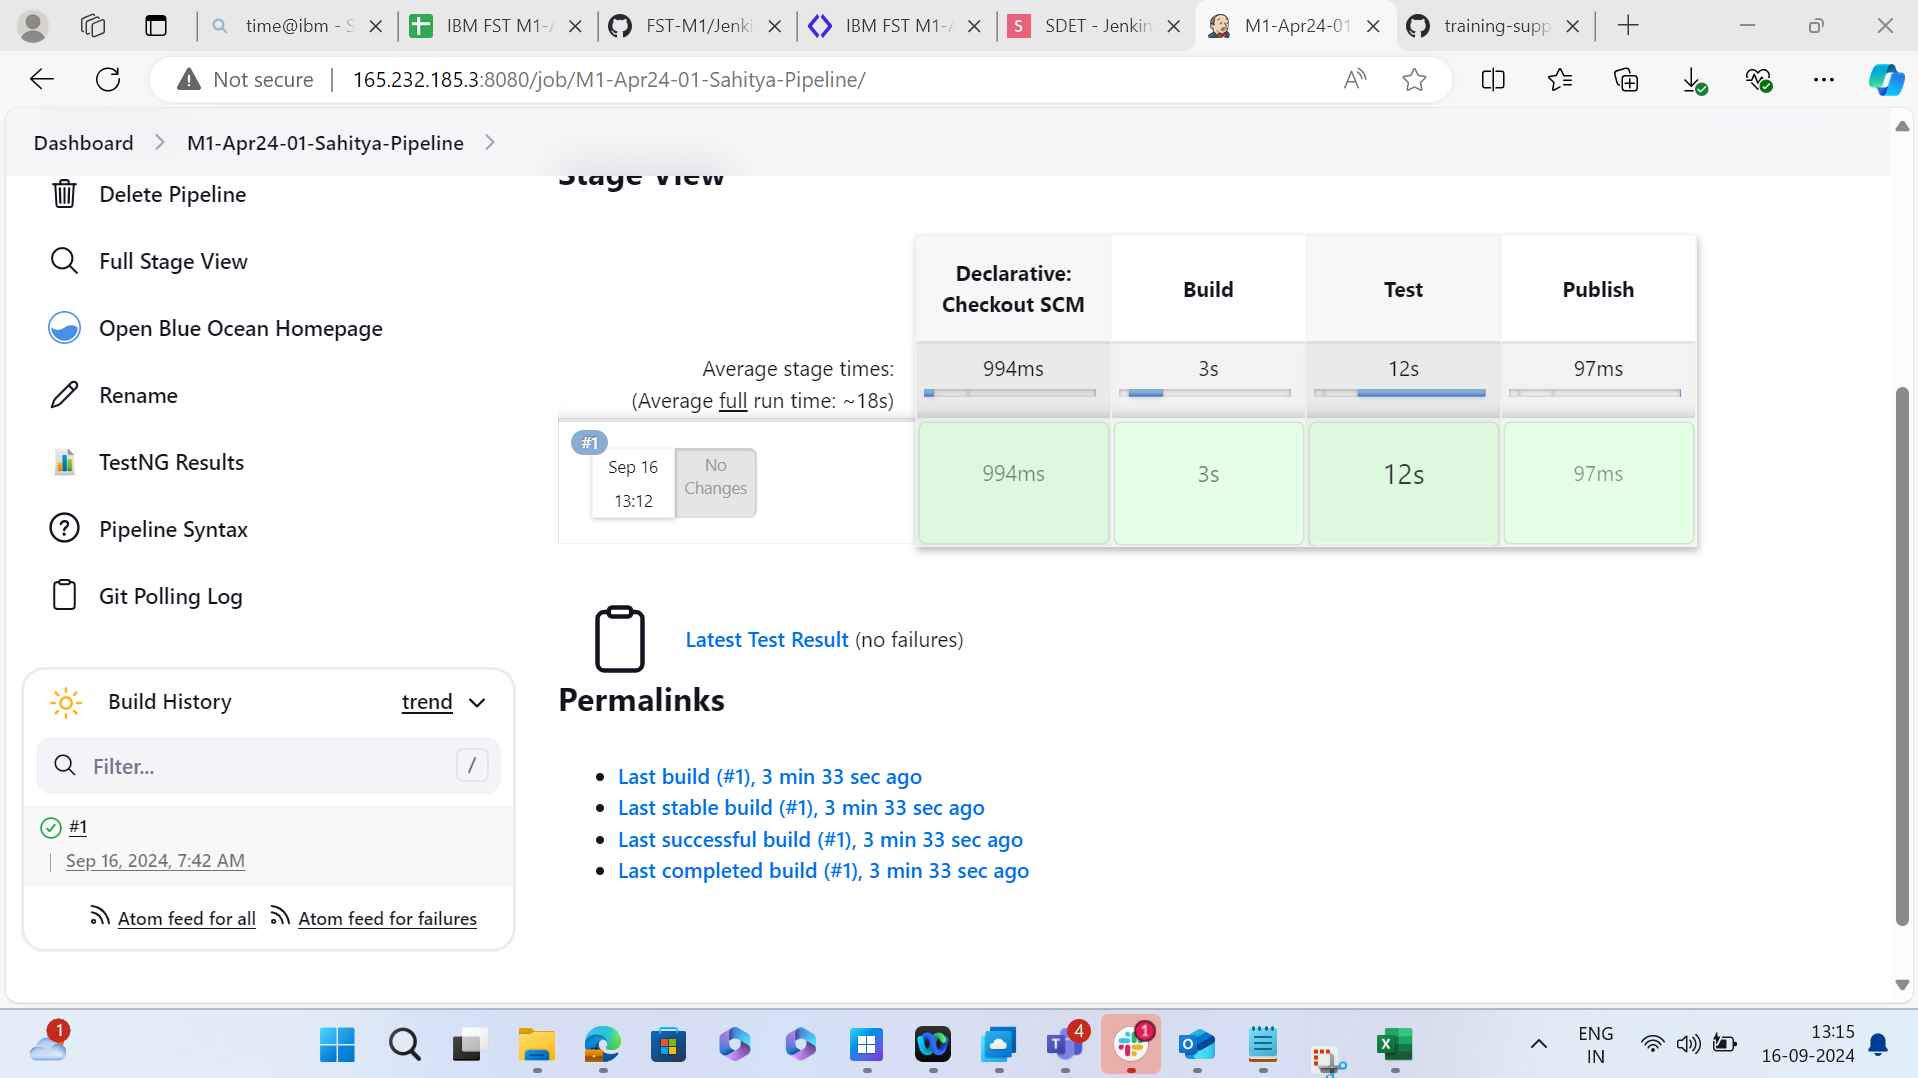 time@ibm - S
IBM FST M1-A
FST-M1/Jenki
IBM FST M1-A
S
SDET - Jenkin
M1-Apr24-01
training-supp
Not secure
165.232.185.3:8080/job/M1-Apr24-01-Sahitya-Pipeline/
Dashboard
M1-Apr24-01-Sahitya-Pipeline
Delete Pipeline
Full Stage View
Open Blue Ocean Homepage
Rename
TestNG Results
Pipeline Syntax
Git Polling Log
Build History
trend
Filter...
/
#1
Sep 16, 2024, 7:42 AM
Atom feed for all
Atom feed for failures
Stage View
Declarative:
Checkout SCM
Build
Test
Publish
Average stage times:
(Average full run time: ~18s)
994ms
3s
12s
97ms
#1
Sep 16
13:12
No
Changes
994ms
3s
12s
97ms
Latest Test Result (no failures)
Permalinks
Last build (#1), 3 min 33 sec ago
Last stable build (#1), 3 min 33 sec ago
Last successful build (#1), 3 min 33 sec ago
Last completed build (#1), 3 min 33 sec ago
1
4
1
ENG
IN
13:15
16-09-2024